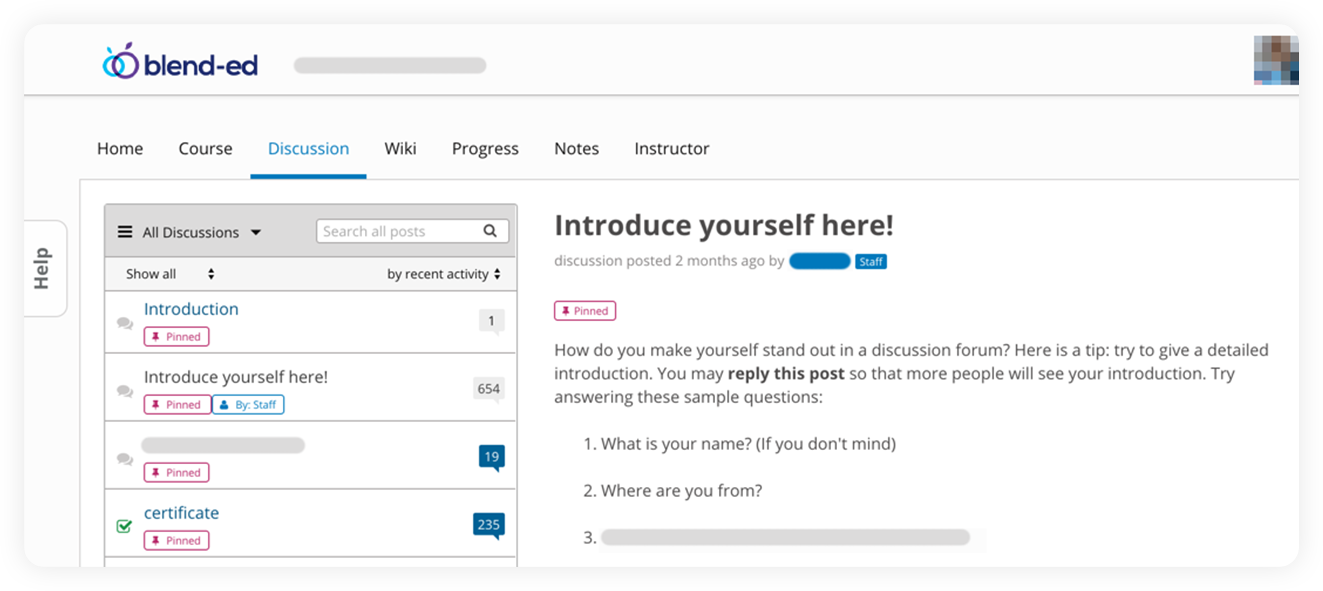 blend-ed
Home Course Discussion Wiki Progress Notes Instructor
Help
All Discussions Search all posts
Show all by recent activity
Introduction 1
Pinned
Introduce yourself here! 654
Pinned By: Staff
19
Pinned
certificate 235
Pinned
Introduce yourself here!
discussion posted 2 months ago by Staff
Pinned
How do you make yourself stand out in a discussion forum? Here is a tip: try to give a detailed
introduction. You may reply this post so that more people will see your introduction. Try
answering these sample questions:
1. What is your name? (If you don't mind)
2. Where are you from?
3.